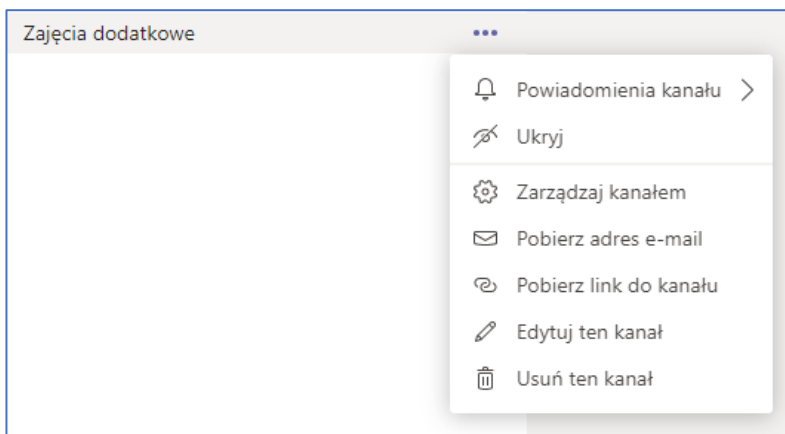 Zajęcia dodatkowe
Powiadomienia kanału
Ukryj
Zarządzaj kanałem
Pobierz adres e-mail
Pobierz link do kanału
Edytuj ten kanał
Usuń ten kanał